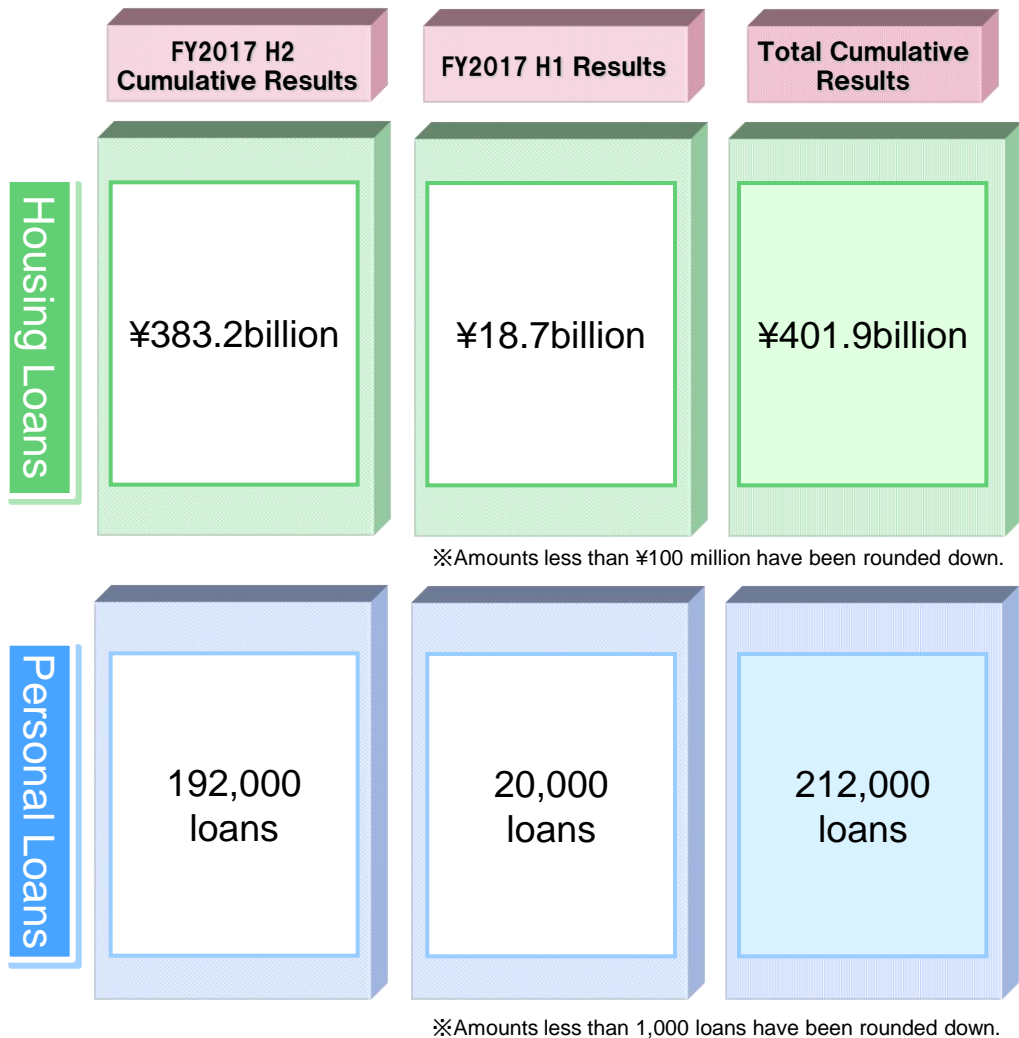 FY2017 H2
Cumulative Results
FY2017 H1 Results
Total Cumulative
Results
Housing Loans
¥383.2billion
¥18.7billion
¥401.9billion
※Amounts less than ¥100 million have been rounded down.
Personal Loans
192,000
loans
20,000
loans
212,000
loans
※Amounts less than 1,000 loans have been rounded down.